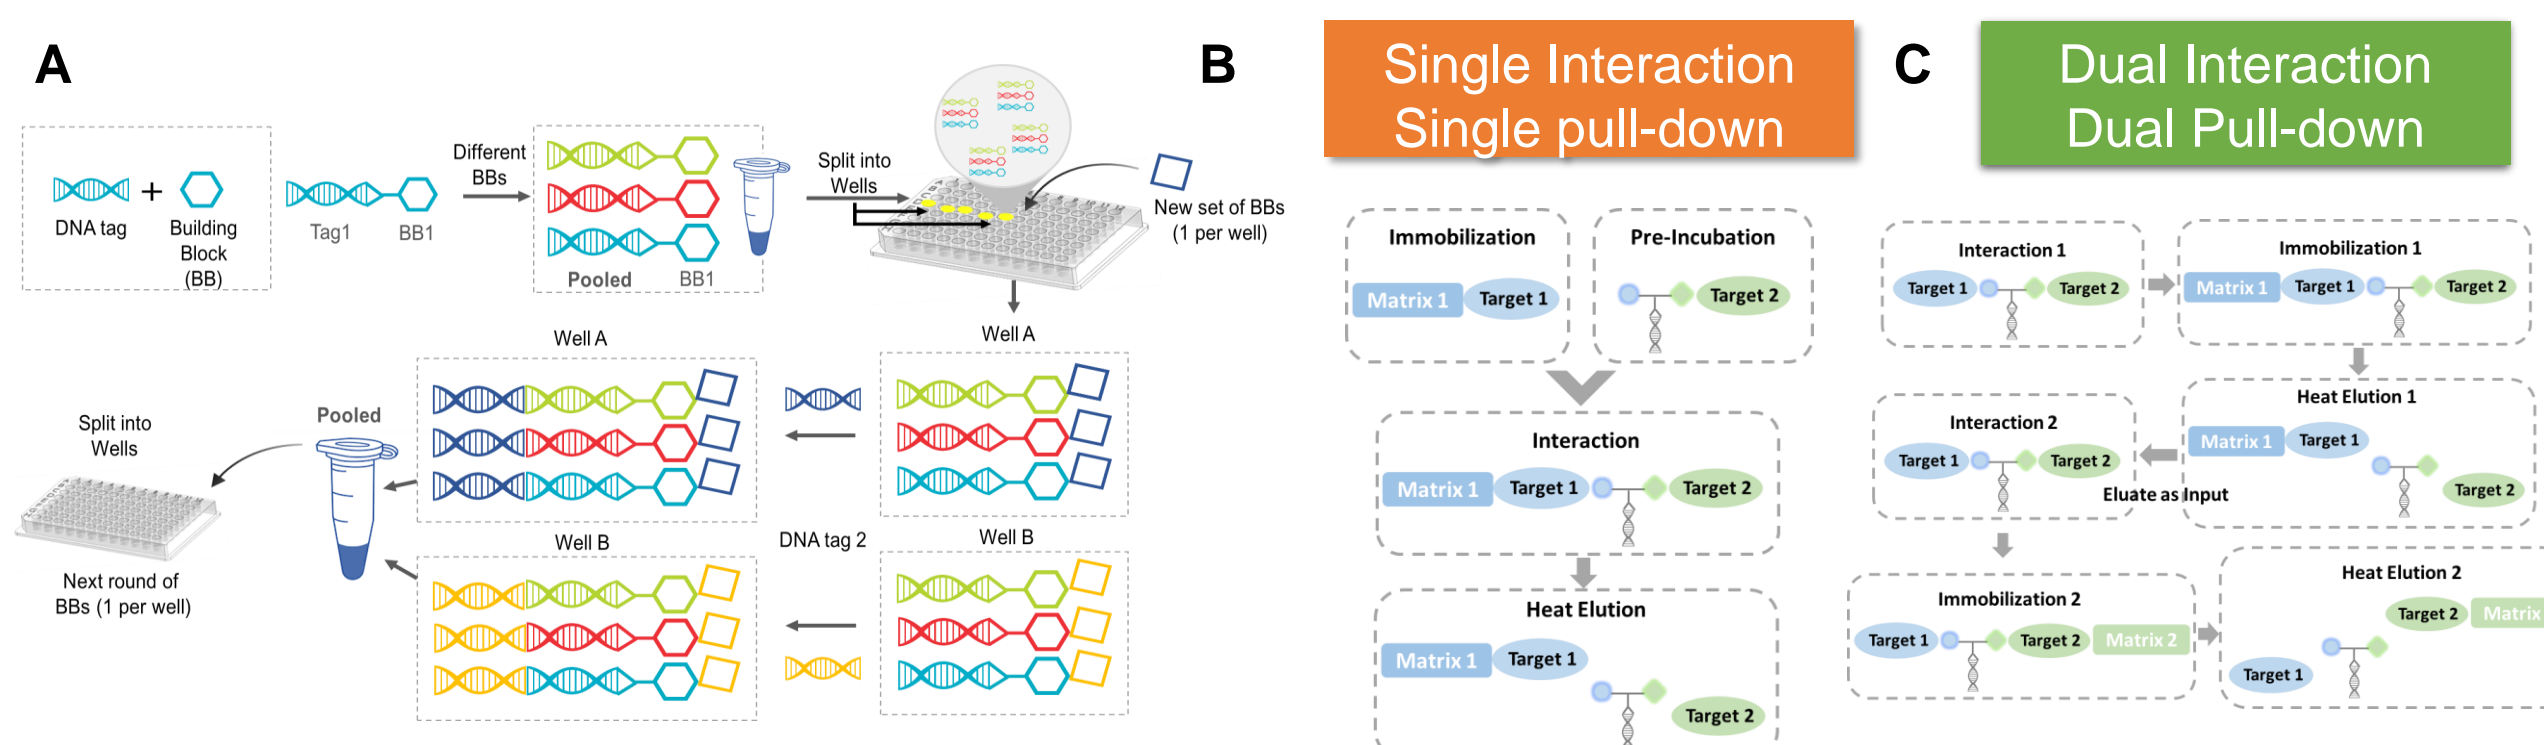 A
DNA tag
+
Building
Block
(BB)
Tag1
BB1
Different
BBs
Pooled
BB1
Split into
Wells
New set of BBs
(1 per well)
Well A
Well A
Split into
Wells
Pooled
Next round of
BBs (1 per well)
Well B
DNA tag 2
Well B
B
Single Interaction
Single pull-down
Immobilization
Matrix 1
Target 1
Pre-Incubation
Target 2
Interaction
Matrix 1
Target 1
Target 2
Heat Elution
Matrix 1
Target 1
Target 2
C
Dual Interaction
Dual Pull-down
Interaction 1
Target 1
Target 2
Immobilization 1
Matrix 1
Target 1
Target 2
Heat Elution 1
Matrix 1
Target 1
Target 2
Interaction 2
Target 1
Target 2
Eluate as Input
Immobilization 2
Target 1
Target 2
Matrix 2
Heat Elution 2
Target 2
Matrix
Target 1